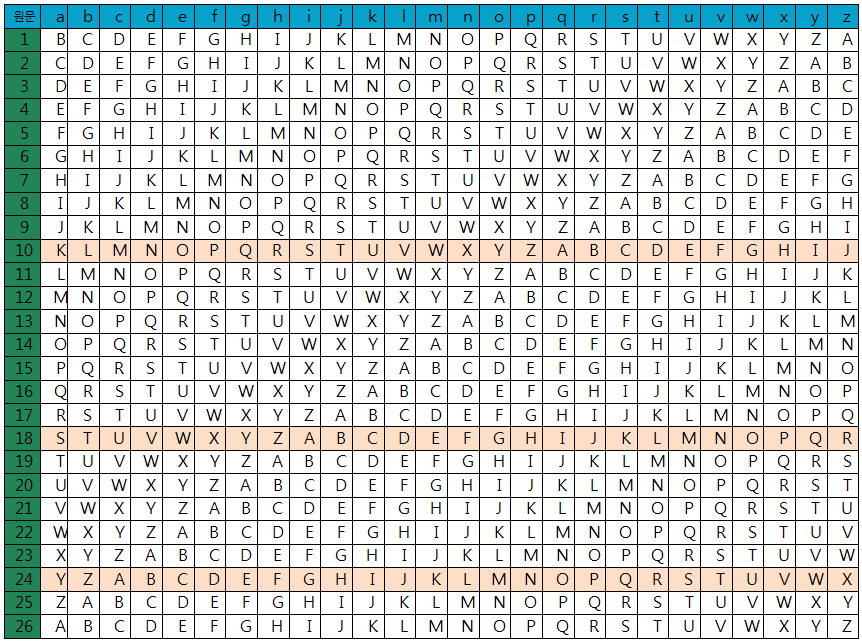 원문 a b c d e f g h i j k l m n o p q r s t u v w x y z
1 B C D E F G H I J K L M N O P Q R S T U V W X Y Z A
2 C D E F G H I J K L M N O P Q R S T U V W X Y Z A B
3 D E F G H I J K L M N O P Q R S T U V W X Y Z A B C
4 E F G H I J K L M N O P Q R S T U V W X Y Z A B C D
5 F G H I J K L M N O P Q R S T U V W X Y Z A B C D E
6 G H I J K L M N O P Q R S T U V W X Y Z A B C D E F
7 H I J K L M N O P Q R S T U V W X Y Z A B C D E F G
8 I J K L M N O P Q R S T U V W X Y Z A B C D E F G H
9 J K L M N O P Q R S T U V W X Y Z A B C D E F G H I
10 K L M N O P Q R S T U V W X Y Z A B C D E F G H I J
11 L M N O P Q R S T U V W X Y Z A B C D E F G H I J K
12 M N O P Q R S T U V W X Y Z A B C D E F G H I J K L
13 N O P Q R S T U V W X Y Z A B C D E F G H I J K L M
14 O P Q R S T U V W X Y Z A B C D E F G H I J K L M N
15 P Q R S T U V W X Y Z A B C D E F G H I J K L M N O
16 Q R S T U V W X Y Z A B C D E F G H I J K L M N O P
17 R S T U V W X Y Z A B C D E F G H I J K L M N O P Q
18 S T U V W X Y Z A B C D E F G H I J K L M N O P Q R
19 T U V W X Y Z A B C D E F G H I J K L M N O P Q R S
20 U V W X Y Z A B C D E F G H I J K L M N O P Q R S T
21 V W X Y Z A B C D E F G H I J K L M N O P Q R S T U
22 W X Y Z A B C D E F G H I J K L M N O P Q R S T U V
23 X Y Z A B C D E F G H I J K L M N O P Q R S T U V W
24 Y Z A B C D E F G H I J K L M N O P Q R S T U V W X
25 Z A B C D E F G H I J K L M N O P Q R S T U V W X Y
26 A B C D E F G H I J K L M N O P Q R S T U V W X Y Z